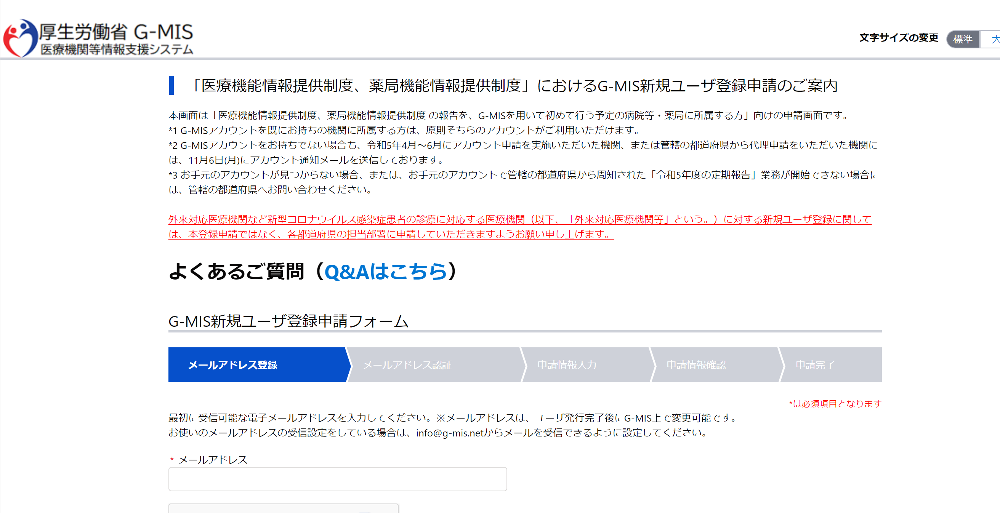 厚生労働省 G-MIS
医療機関等情報支援システム
文字サイズの変更 標準 大
「医療機能情報提供制度、薬局機能情報提供制度」におけるG-MIS新規ユーザ登録申請のご案内
本画面は「医療機能情報提供制度、薬局機能情報提供制度 の報告を、G-MISを用いて初めて行う予定の病院等・薬局に所属する方」向けの申請画面です。
*1 G-MISアカウントを既にお持ちの機関に所属する方は、原則そちらのアカウントがご利用いただけます。
*2 G-MISアカウントをお持ちでない場合も、令和5年4月～6月にアカウント申請を実施いただいた機関、または管轄の都道府県から代理申請をいただいた機関に
は、11月6日(月)にアカウント通知メールを送信しております。
*3 お手元のアカウントが見つからない場合、または、お手元のアカウントで管轄の都道府県から周知された「令和5年度の定期報告」業務が開始できない場合に
は、管轄の都道府県へお問い合わせください。
外来対応医療機関など新型コロナウイルス感染症患者の診療に対応する医療機関（以下、「外来対応医療機関等」という。）に対する新規ユーザ登録に関して
は、本登録申請ではなく、各都道府県の担当部署に申請していただきますようお願い申し上げます。
よくあるご質問（Q&Aはこちら）
G-MIS新規ユーザ登録申請フォーム
メールアドレス登録 メールアドレス認証 申請情報入力 申請情報確認 申請完了
*は必須項目となります
最初に受信可能な電子メールアドレスを入力してください。※メールアドレスは、ユーザ発行完了後にG-MIS上で変更可能です。
お使いのメールアドレスの受信設定をしている場合は、info@g-mis.netからメールを受信できるように設定してください。
* メールアドレス